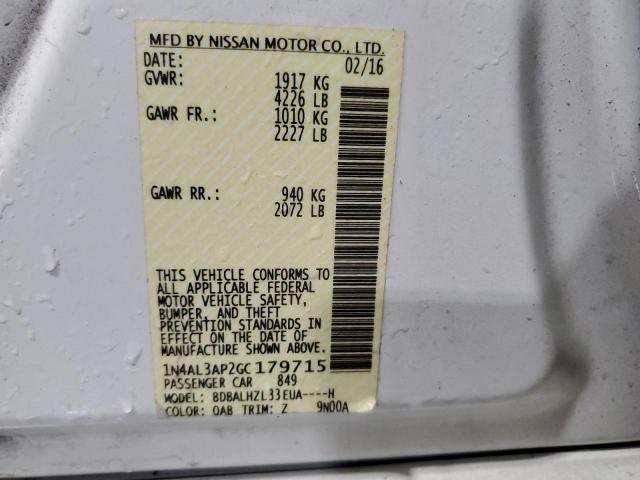 MFD BY NISSAN MOTOR CO., LTD.
DATE: 02/16
GVWR: 1917 KG
4226 LB
GAWR FR.: 1010 KG
2227 LB
GAWR RR.: 940 KG
2072 LB
THIS VEHICLE CONFORMS TO
ALL APPLICABLE FEDERAL
MOTOR VEHICLE SAFETY,
BUMPER, AND THEFT
PREVENTION STANDARDS IN
EFFECT ON THE DATE OF
MANUFACTURE SHOWN ABOVE.
1N4AL3AP2GC179715
PASSENGER CAR 849
MODEL: BDBALHZL33EUA----H
COLOR: QAB TRIM: Z 9N00A